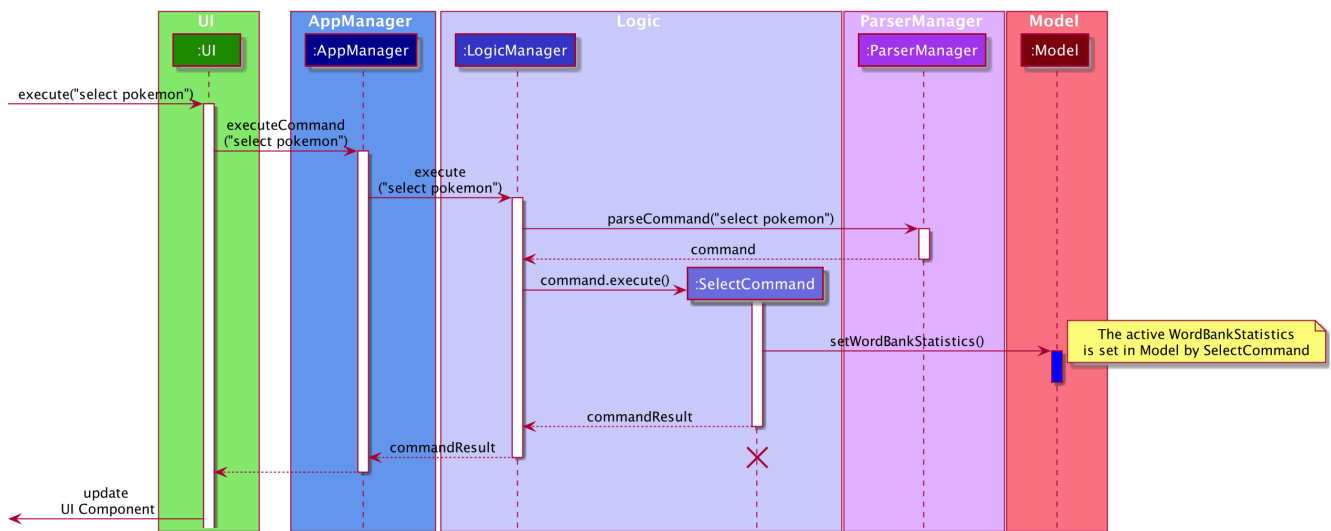 UI
AppManager
Logic
ParserManager
Model
:UI
:AppManager
:LogicManager
:ParserManager
:Model
execute("select pokemon")
executeCommand
("select pokemon")
execute
("select pokemon")
parseCommand("select pokemon")
command
command.execute()
:SelectCommand
setWordBankStatistics()
The active WordBankStatistics
is set in Model by SelectCommand
commandResult
commandResult
update
UI Component